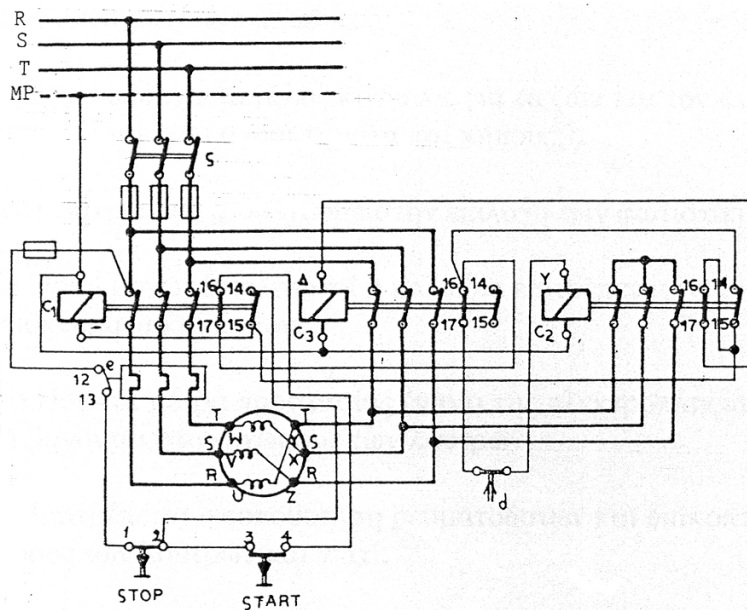 R
S
T
MP
S
16 14
Δ
16 14
Y
16 14
C1
C3
C2
17 15
17 15
17 15
e
12
13
T W T
S V X S
R U Z R
d
1 2 3 4
STOP START